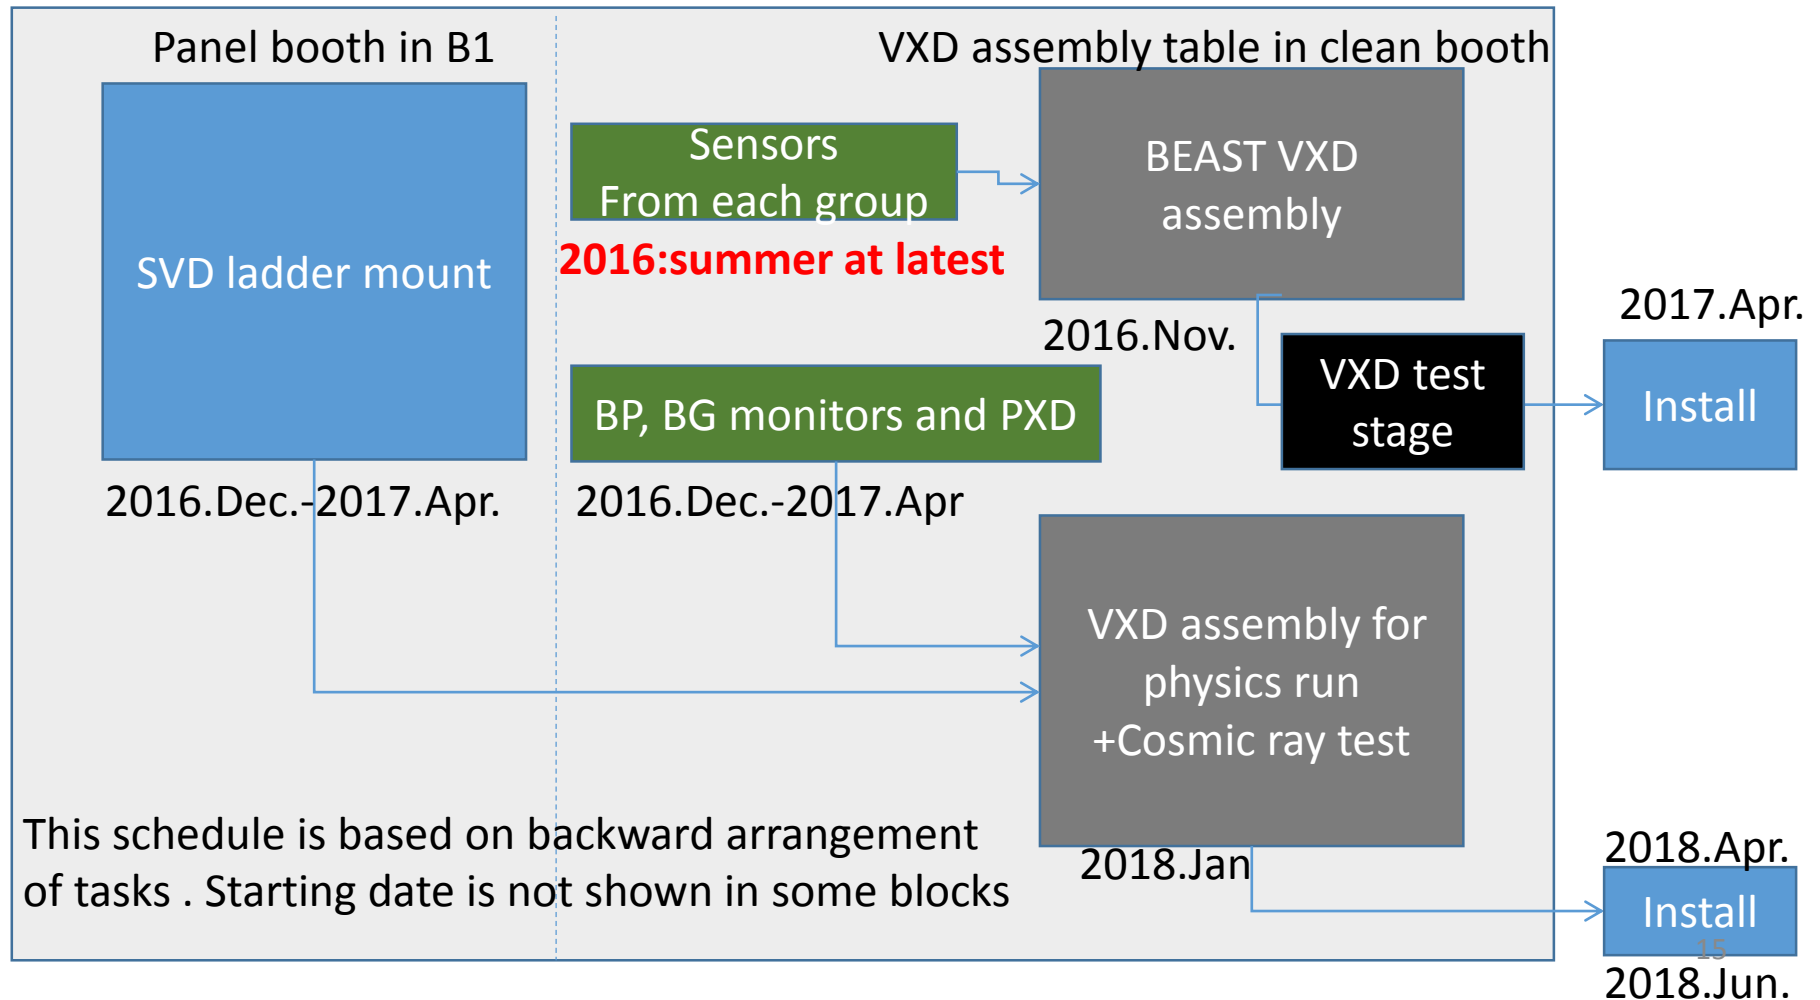 Panel booth in B1
VXD assembly table in clean booth
SVD ladder mount
Sensors
From each group
2016:summer at latest
BEAST VXD
assembly
2016.Nov.
VXD test
stage
2017.Apr.
Install
BP, BG monitors and PXD
2016.Dec.-2017.Apr.
2016.Dec.-2017.Apr
VXD assembly for
physics run
+Cosmic ray test
2018.Jan
This schedule is based on backward arrangement
of tasks . Starting date is not shown in some blocks
2018.Apr.
Install
15
2018.Jun.